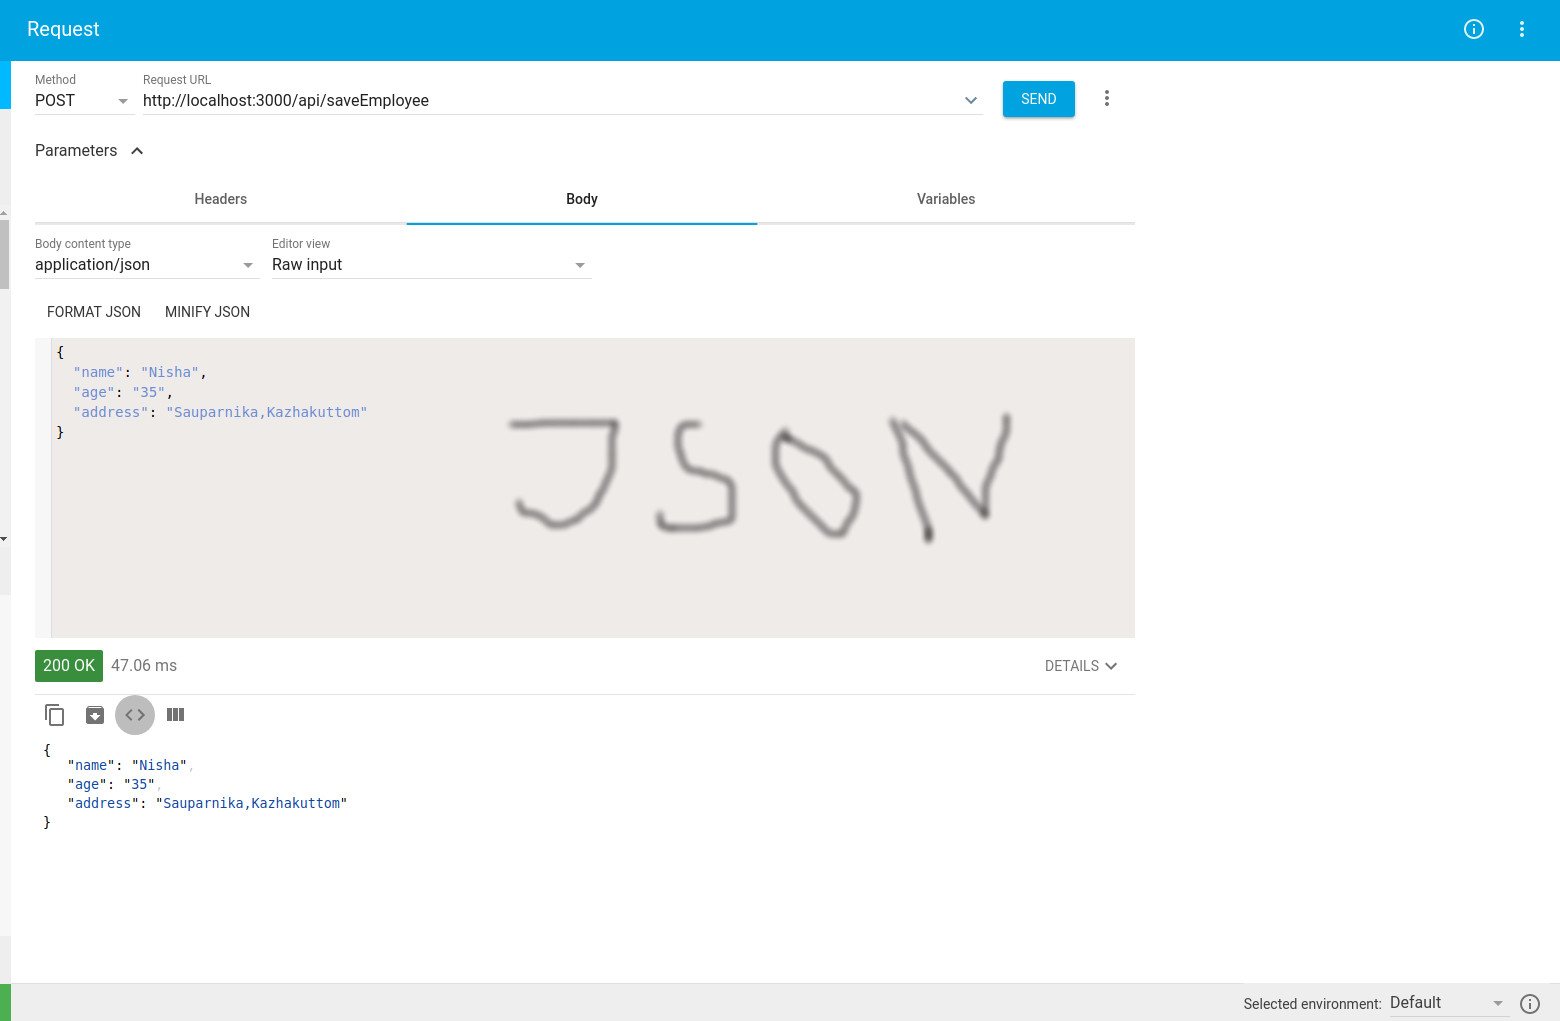 Request
Method
POST
Request URL
http://localhost:3000/api/saveEmployee
SEND
Parameters
Headers Body Variables
Body content type
application/json
Editor view
Raw input
FORMAT JSON MINIFY JSON
{
"name": "Nisha",
"age": "35",
"address": "Sauparnika,Kazhakuttom"
}
JSON
200 OK 47.06 ms DETAILS
{
"name": "Nisha",
"age": "35",
"address": "Sauparnika,Kazhakuttom"
}
Selected environment: Default